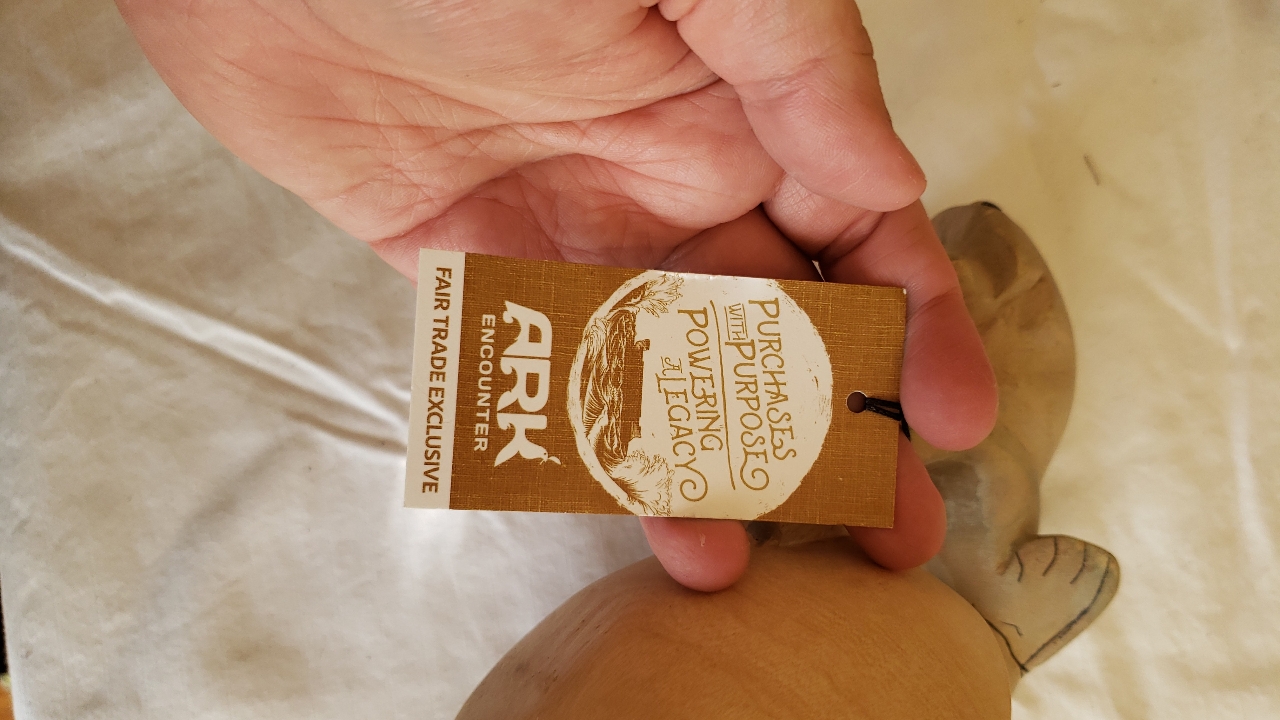 PURCHASES
WITH PURPOSE
POWERING
A LEGACY
ARK
ENCOUNTER
FAIR TRADE EXCLUSIVE